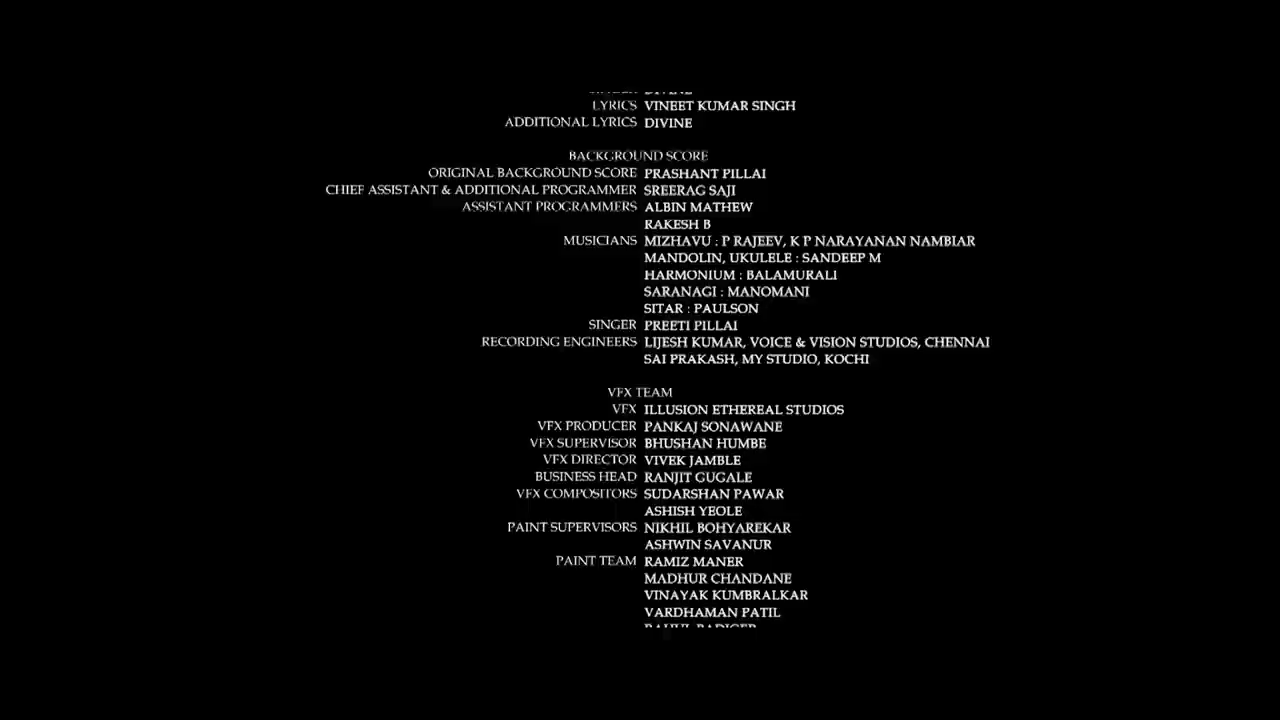 SINGER DIVINE
LYRICS VINEET KUMAR SINGH
ADDITIONAL LYRICS DIVINE
BACKGROUND SCORE
ORIGINAL BACKGROUND SCORE PRASHANT PILLAI
CHIEF ASSISTANT & ADDITIONAL PROGRAMMER SREERAG SAJI
ASSISTANT PROGRAMMERS ALBIN MATHEW
RAKESH B
MUSICIANS MIZHAVU : P RAJEEV, K P NARAYANAN NAMBIAR
MANDOLIN, UKULELE : SANDEEP M
HARMONIUM : BALAMURALI
SARANAGI : MANOMANI
SITAR : PAULSON
SINGER PREETI PILLAI
RECORDING ENGINEERS LIJESH KUMAR, VOICE & VISION STUDIOS, CHENNAI
SAI PRAKASH, MY STUDIO, KOCHI
VFX TEAM
VFX ILLUSION ETHEREAL STUDIOS
VFX PRODUCER PANKAJ SONAWANE
VFX SUPERVISOR BHUSHAN HUMBE
VFX DIRECTOR VIVEK JAMBLE
BUSINESS HEAD RANJIT GUGALE
VFX COMPOSITORS SUDARSHAN PAWAR
ASHISH YEOLE
PAINT SUPERVISORS NIKHIL BOHYAREKAR
ASHWIN SAVANUR
PAINT TEAM RAMIZ MANER
MADHUR CHANDANE
VINAYAK KUMBRALKAR
VARDHAMAN PATIL
RAHUL BADIGER